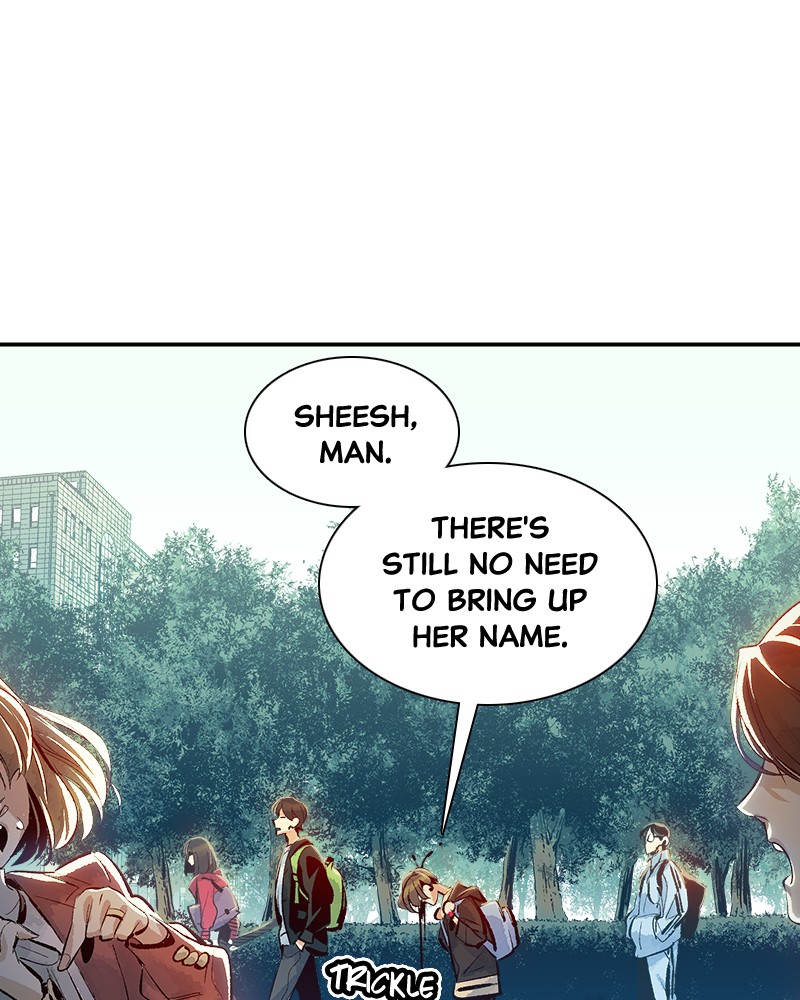 SHEESH,
MAN.
THERE'S
STILL NO NEED
TO BRING UP
HER NAME.
TRICKLE